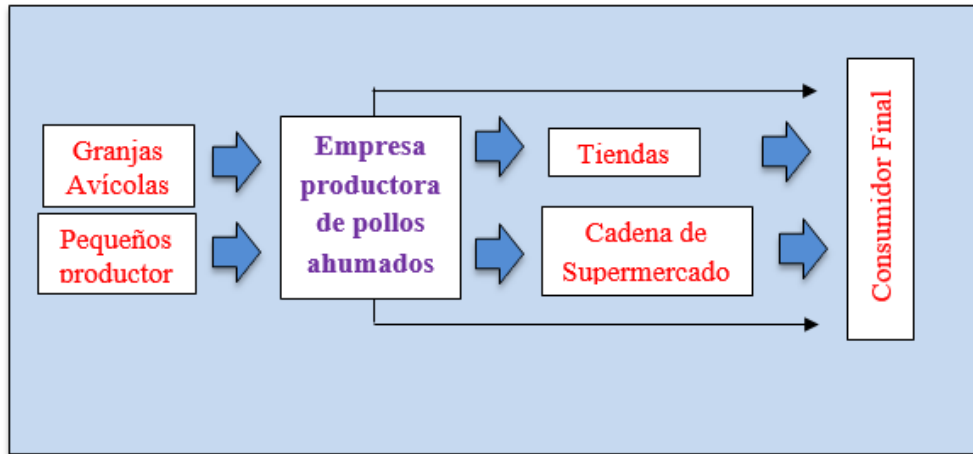 Granjas
Avícolas
Pequeños
productor
Empresa
productora
de pollos
ahumados
Tiendas
Cadena de
Supermercado
Consumidor Final